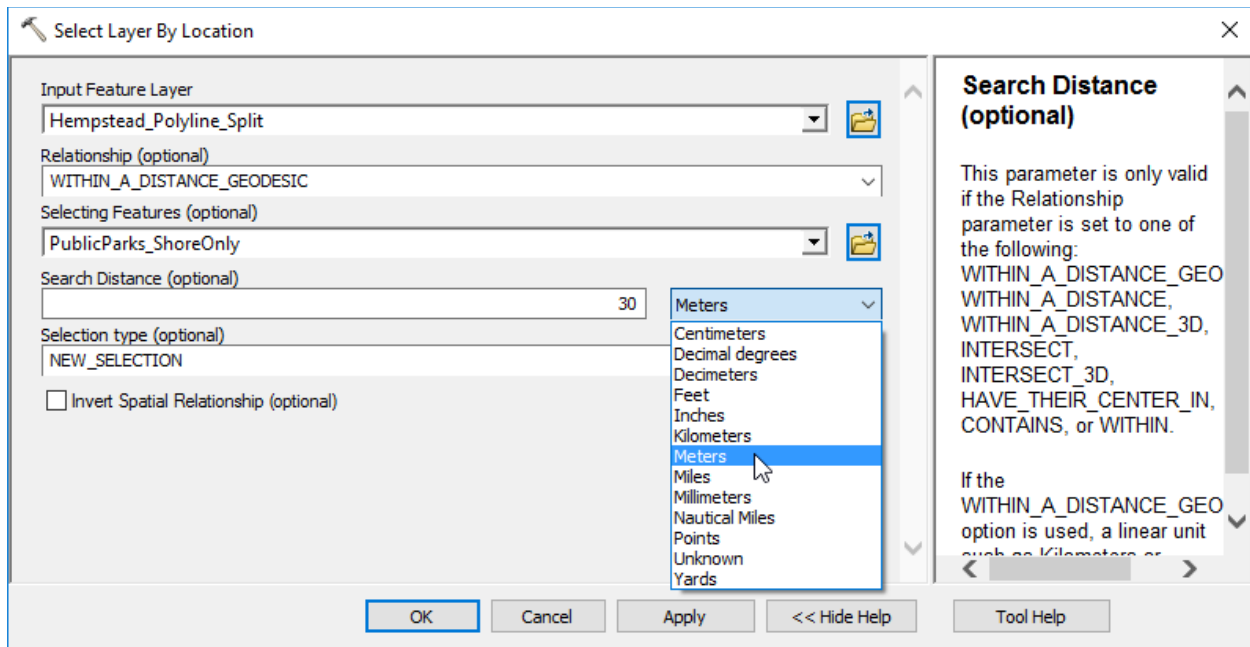 Select Layer By Location
Input Feature Layer
Hempstead_Polyline_Split
Relationship (optional)
WITHIN_A_DISTANCE_GEODESIC
Selecting Features (optional)
PublicParks_ShoreOnly
Search Distance (optional)
30 Meters
Centimeters
Decimal degrees
Decimeters
Feet
Inches
Kilometers
Meters
Miles
Millimeters
Nautical Miles
Points
Unknown
Yards
Selection type (optional)
NEW_SELECTION
Invert Spatial Relationship (optional)
Search Distance
(optional)
This parameter is only valid
if the Relationship
parameter is set to one of
the following:
WITHIN_A_DISTANCE_GEO
WITHIN_A_DISTANCE,
WITHIN_A_DISTANCE_3D,
INTERSECT,
INTERSECT_3D,
HAVE_THEIR_CENTER_IN,
CONTAINS, or WITHIN.
If the
WITHIN_A_DISTANCE_GEO
option is used, a linear unit
such as Kilometers or
OK Cancel Apply << Hide Help Tool Help